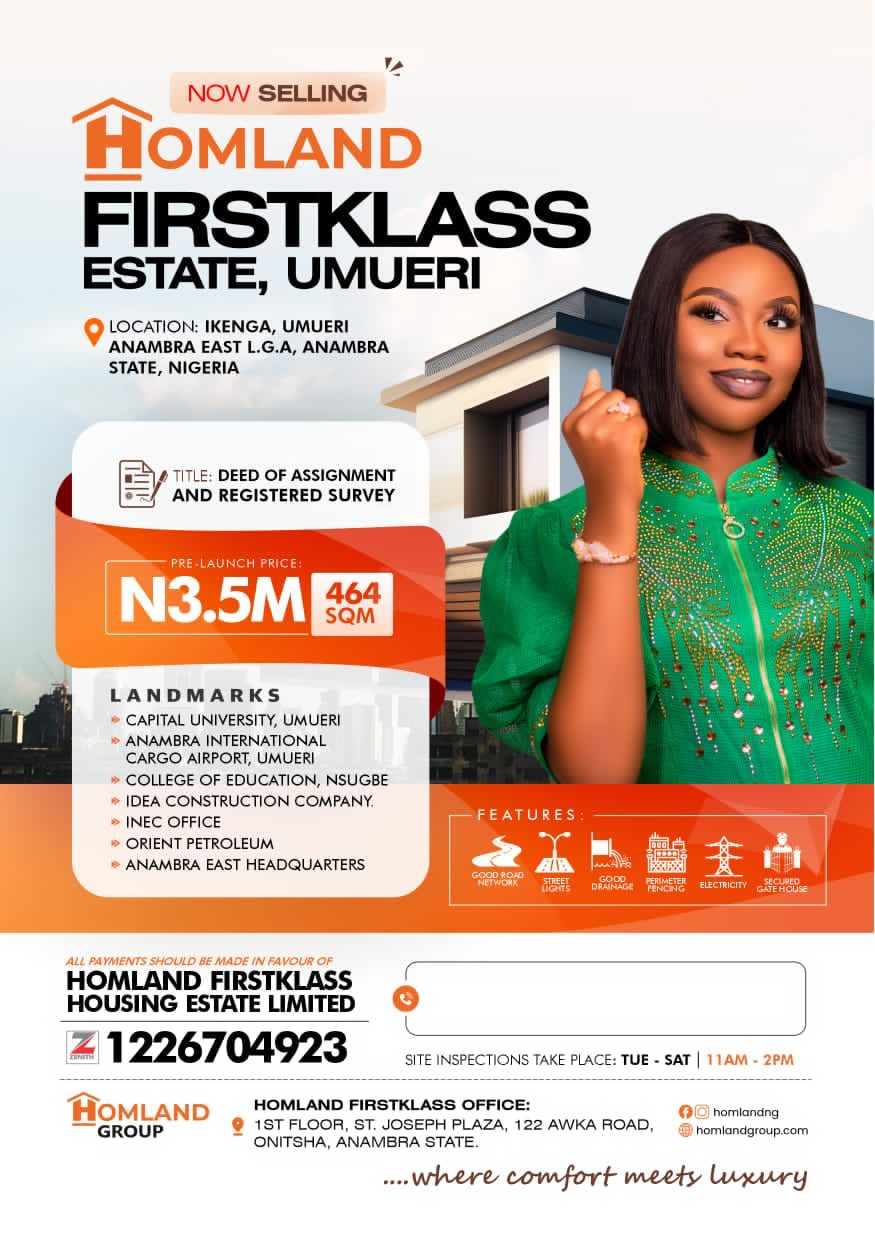 NOW SELLING
HOMLAND
FIRSTKLASS
ESTATE, UMUERI
LOCATION: IKENGA, UMUERI
ANAMBRA EAST L.G.A, ANAMBRA
STATE, NIGERIA
TITLE: DEED OF ASSIGNMENT
AND REGISTERED SURVEY
PRE-LAUNCH PRICE:
N3.5M
464
SQM
LANDMARKS
CAPITAL UNIVERSITY, UMUERI
ANAMBRA INTERNATIONAL
CARGO AIRPORT, UMUERI
COLLEGE OF EDUCATION, NSUGBE
IDEA CONSTRUCTION COMPANY.
INEC OFFICE
ORIENT PETROLEUM
ANAMBRA EAST HEADQUARTERS
FEATURES:
GOOD ROAD
NETWORK
STREET
LIGHTS
GOOD
DRAINAGE
PERIMETER
FENCING
ELECTRICITY
SECURED
GATE HOUSE
ALL PAYMENTS SHOULD BE MADE IN FAVOUR OF
HOMLAND FIRSTKLASS
HOUSING ESTATE LIMITED
ZENITH
1226704923
SITE INSPECTIONS TAKE PLACE: TUE - SAT | 11AM - 2PM
HOMLAND
GROUP
HOMLAND FIRSTKLASS OFFICE:
1ST FLOOR, ST. JOSEPH PLAZA, 122 AWKA ROAD,
ONITSHA, ANAMBRA STATE.
homlandng
homlandgroup.com
....where comfort meets luxury